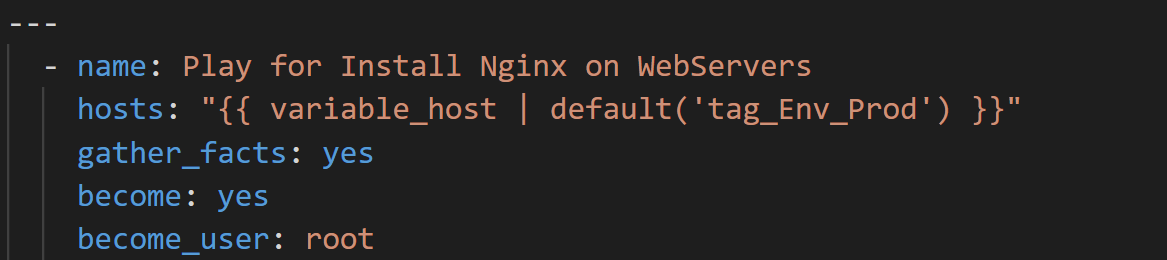 ---
- name: Play for Install Nginx on WebServers
hosts: "{{ variable_host | default('tag_Env_Prod') }}"
gather_facts: yes
become: yes
become_user: root